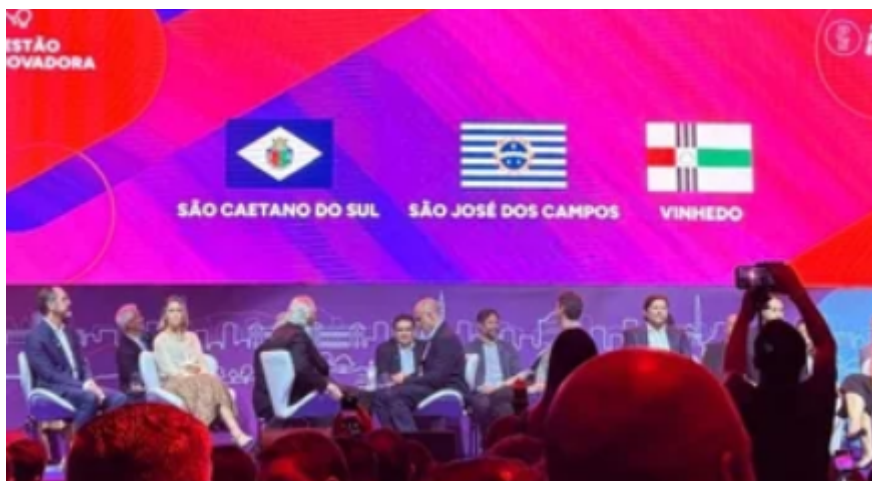 ESTÃO
OVADORA
SÃO CAETANO DO SUL
SÃO JOSÉ DOS CAMPOS
VINHEDO